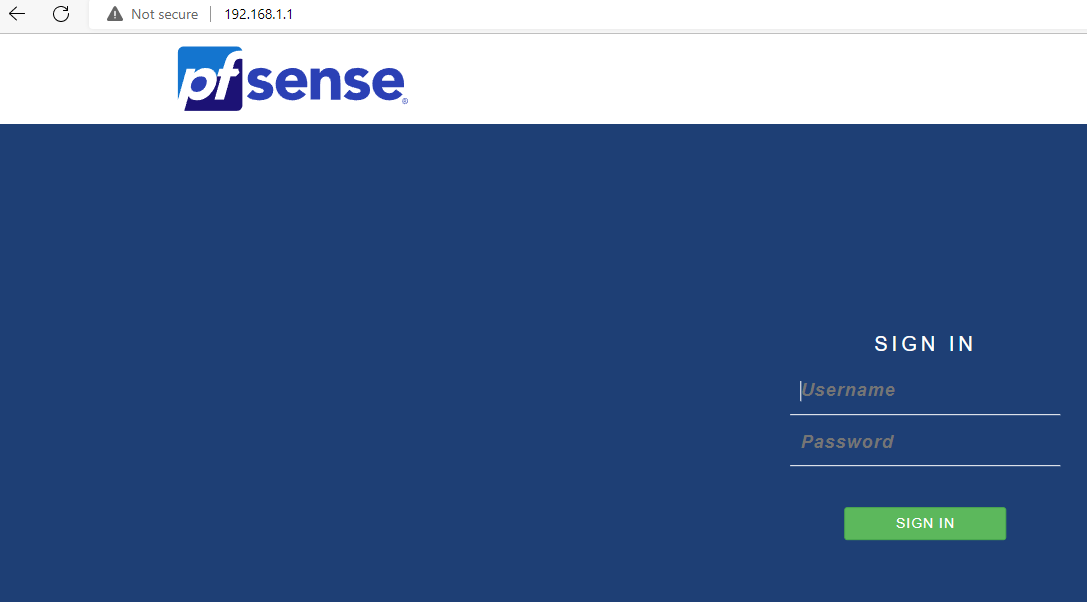 Not secure 192.168.1.1
pfsense®
SIGN IN
Username
Password
SIGN IN